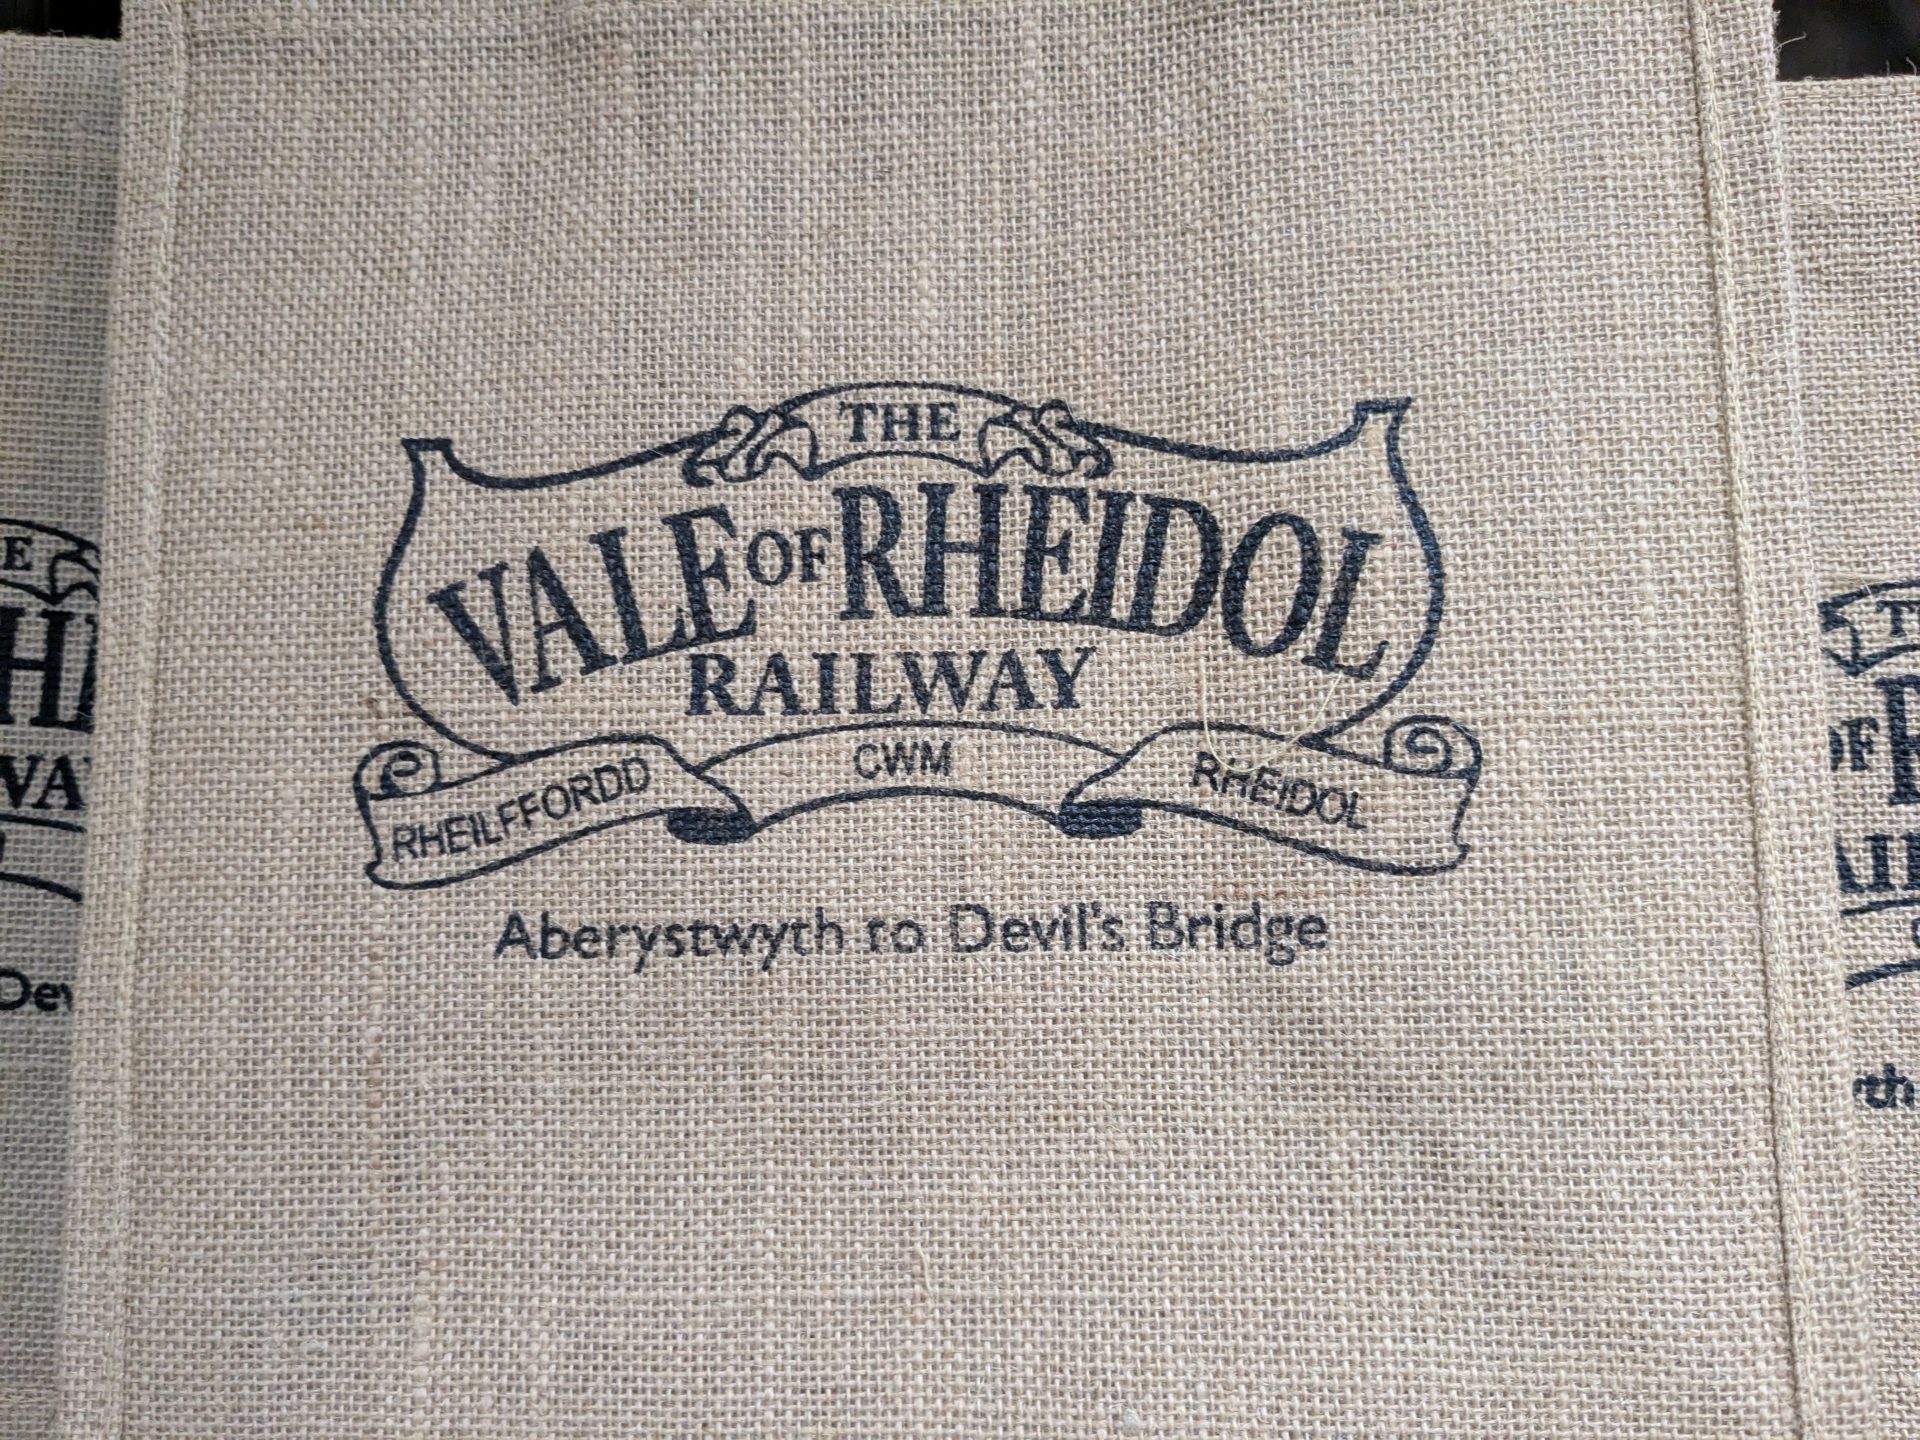 THE
VALE OF RHEIDOL
RAILWAY
RHEILFFORDD CWM RHEIDOL
Aberystwyth to Devil's Bridge